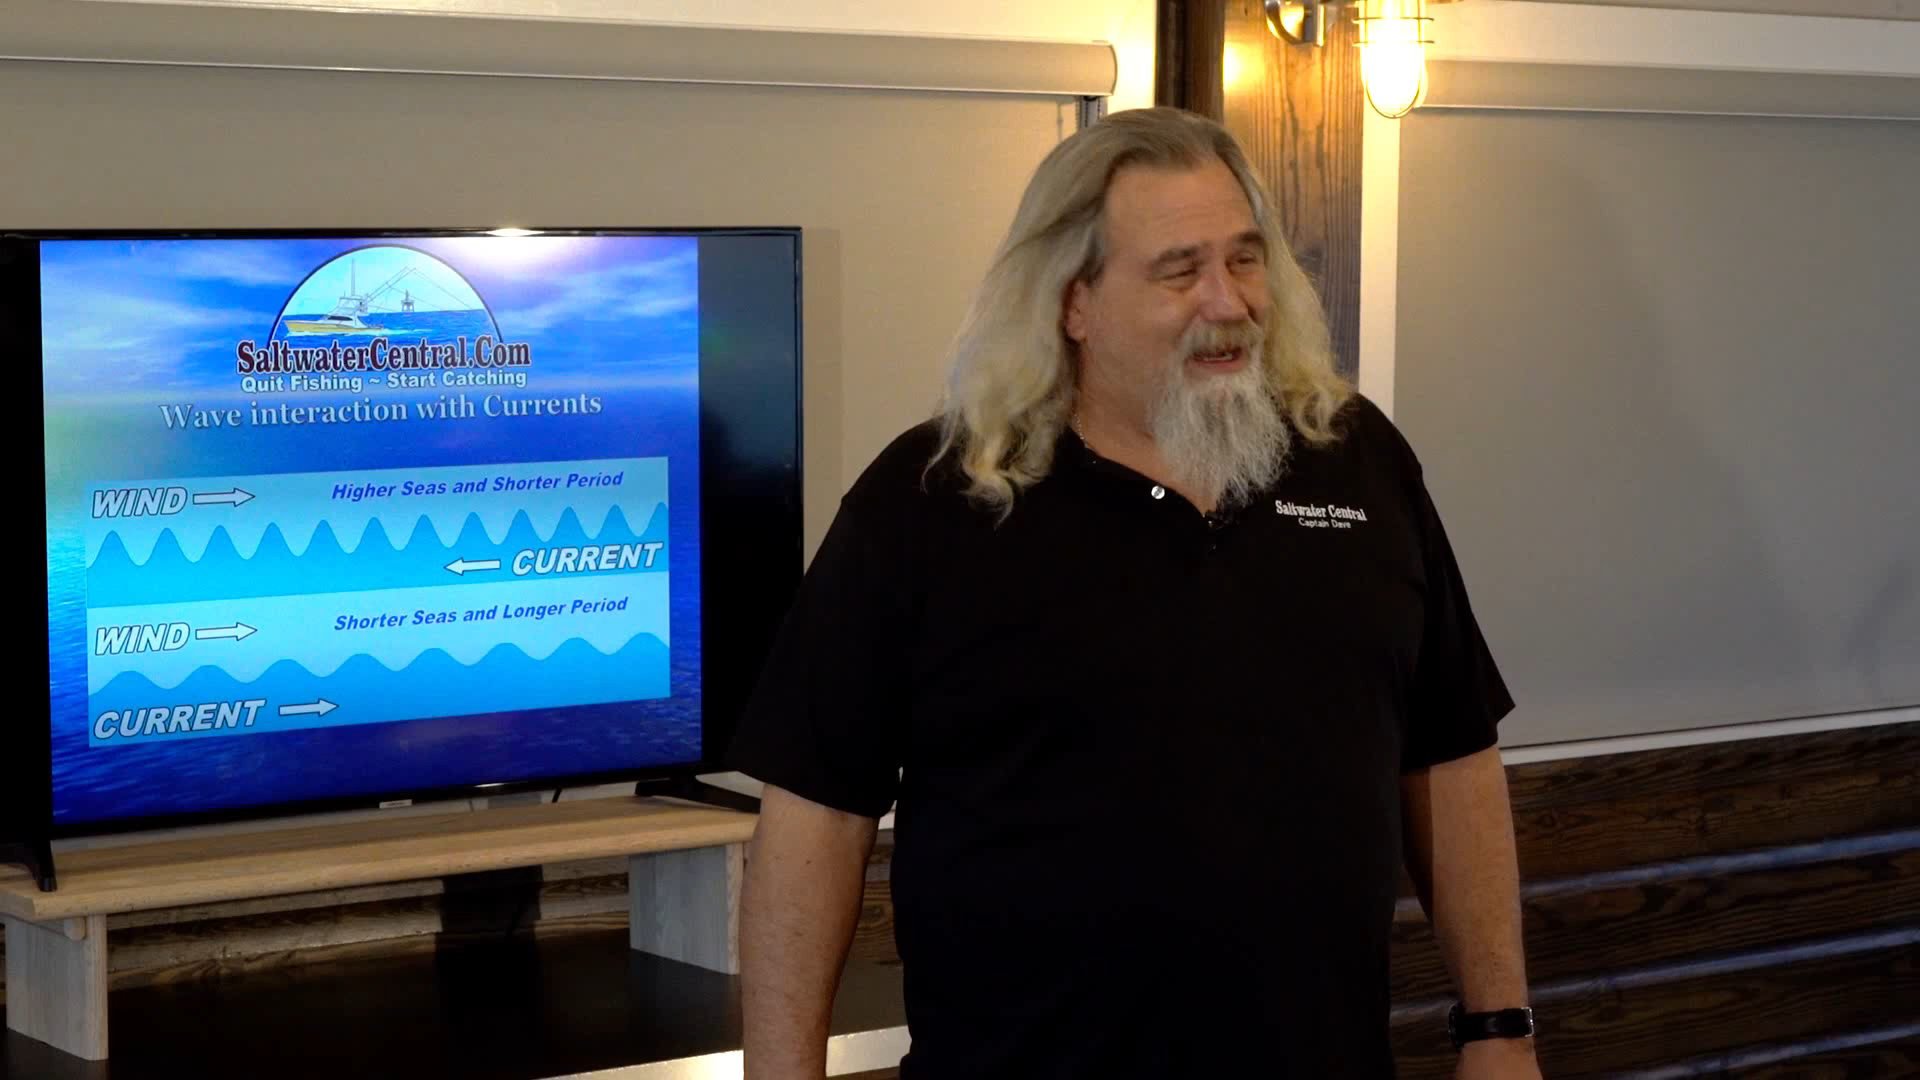 SaltwaterCentral.Com
Quit Fishing ~ Start Catching
Wave interaction with Currents
WIND
Higher Seas and Shorter Period
CURRENT
WIND
Shorter Seas and Longer Period
CURRENT
Saltwater Central
Captain Dave